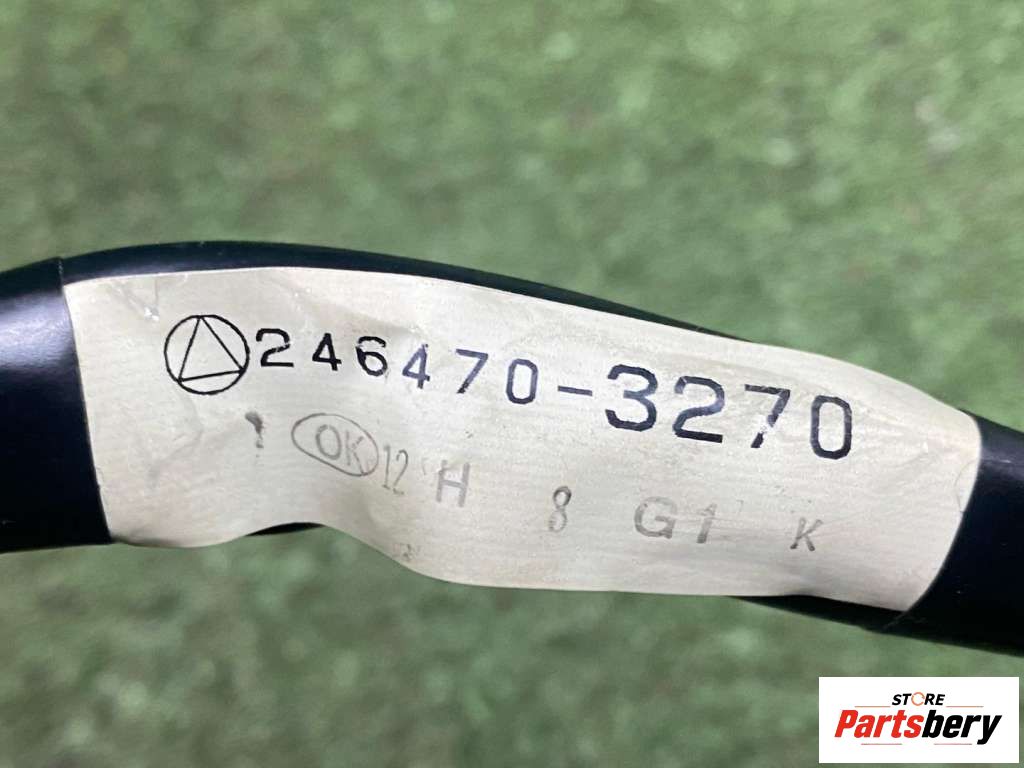 246470-3270
OK 12 H 8 G1 K
STORE
Partsbery